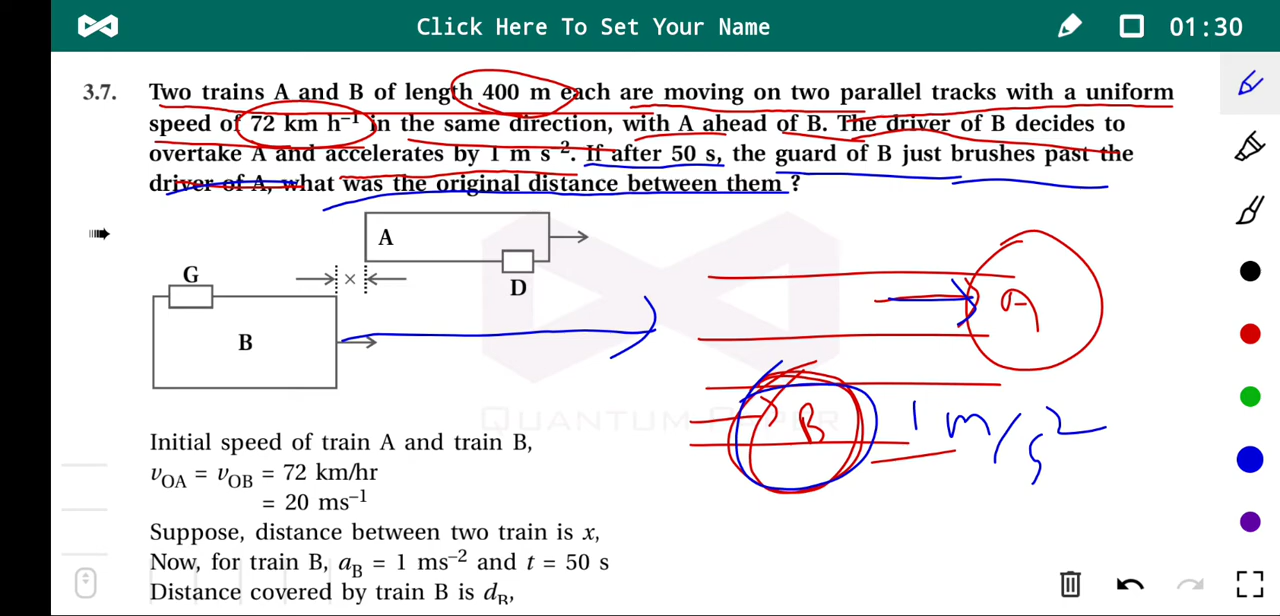 Click Here To Set Your Name
01:30
3.7. Two trains A and B of length 400 m each are moving on two parallel tracks with a uniform
speed of 72 km h⁻¹ in the same direction, with A ahead of B. The driver of B decides to
overtake A and accelerates by 1 m s⁻². If after 50 s, the guard of B just brushes past the
driver of A, what was the original distance between them ?
A
G
×
D
B
A
B
1 m/s²
QUANTUM PAPER
Initial speed of train A and train B,
v_OA = v_OB = 72 km/hr
= 20 ms⁻¹
Suppose, distance between two train is x,
Now, for train B, a_B = 1 ms⁻² and t = 50 s
Distance covered by train B is d_B,